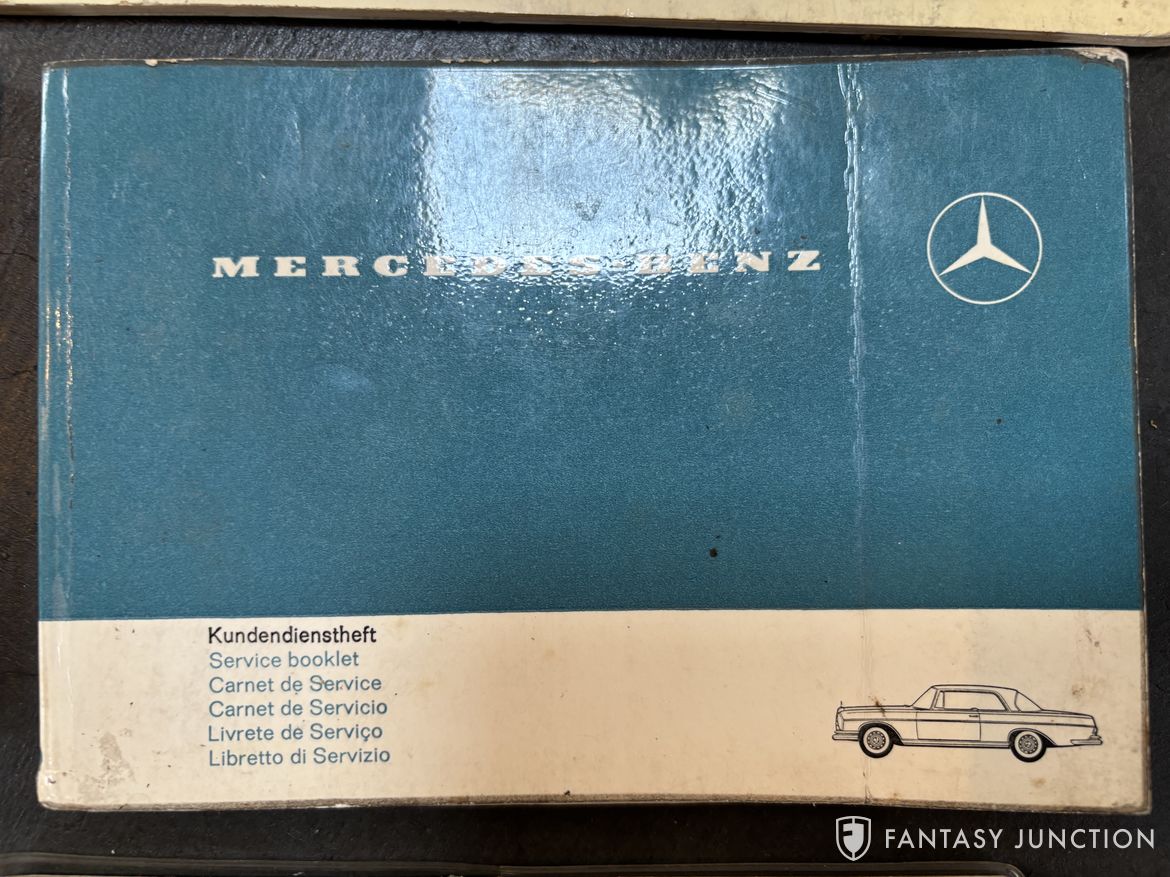 MERCEDES-BENZ
Kundendienstheft
Service booklet
Carnet de Service
Carnet de Servicio
Livrete de Serviço
Libretto di Servizio
FANTASY JUNCTION